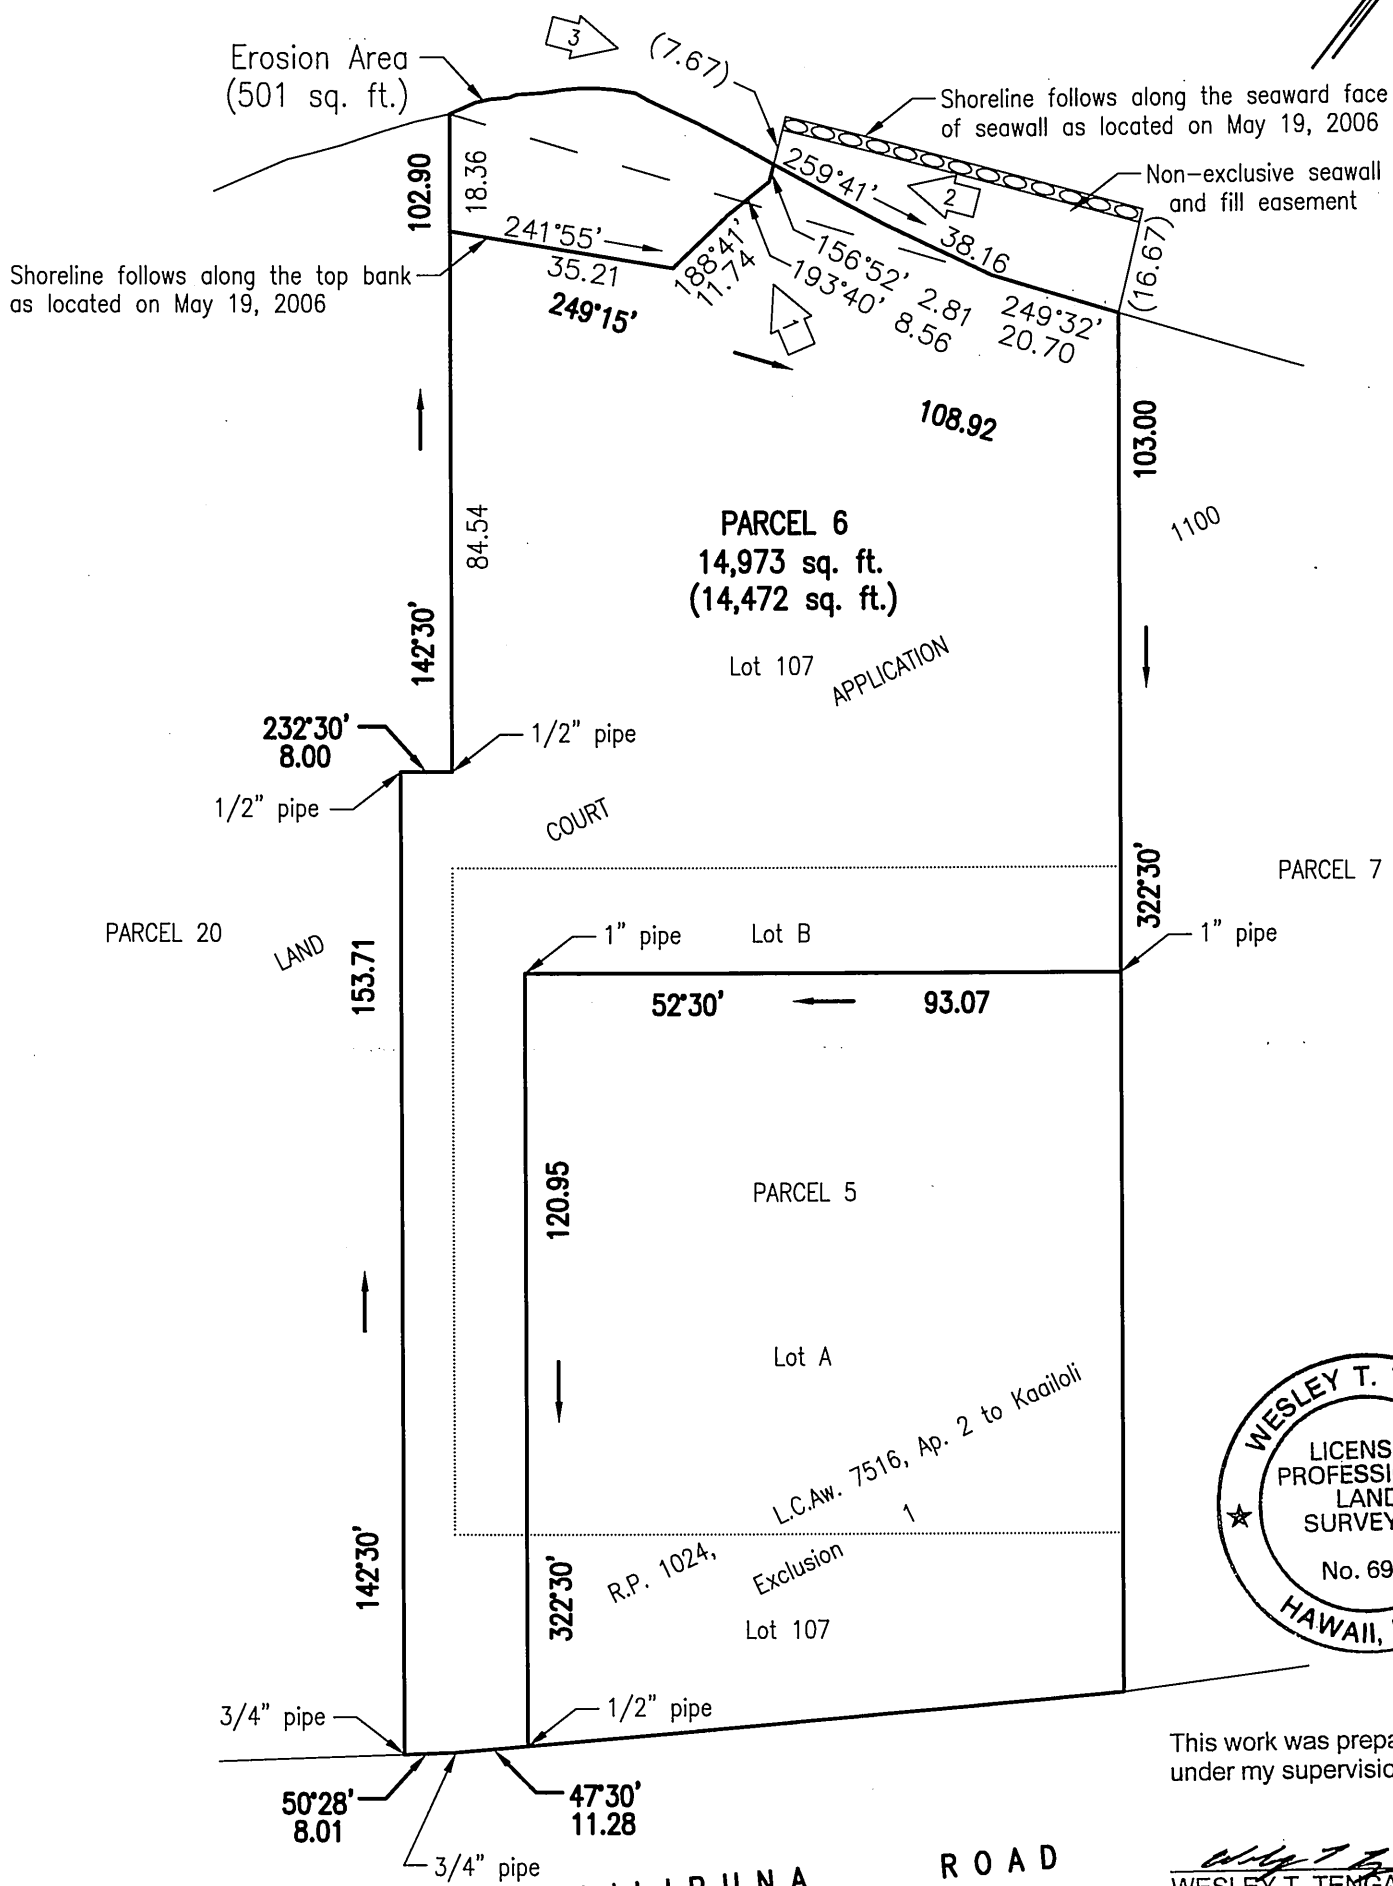 3
(7.67)
Erosion Area
(501 sq. ft.)
Shoreline follows along the seaward face
of seawall as located on May 19, 2006
Non-exclusive seawall
and fill easement
102.90
18.36
259°41'
2
38.16
(16.67)
241°55'
35.21
188°41'
11.74
156°52' 2.81
193°40' 8.56
249°32'
20.70
1
Shoreline follows along the top bank
as located on May 19, 2006
249°15'
108.92
103.00
84.54
142°30'
PARCEL 6
14,973 sq. ft.
(14,472 sq. ft.)
Lot 107
APPLICATION
1100
232°30'
8.00
1/2" pipe
1/2" pipe
COURT
322°30'
PARCEL 7
PARCEL 20
LAND
153.71
1" pipe
Lot B
1" pipe
52°30'
93.07
120.95
PARCEL 5
Lot A
L.C.Aw. 7516, Ap. 2 to Kaailoli
R.P. 1024,
Exclusion 1
142°30'
322°30'
Lot 107
WESLEY T.
LICENS
PROFESSI
LAND
SURVEY
No. 69
HAWAII,
3/4" pipe
1/2" pipe
50°28'
8.01
47°30'
11.28
3/4" pipe
This work was prepa
under my supervisio
ROAD
WESLEY T. TENGA